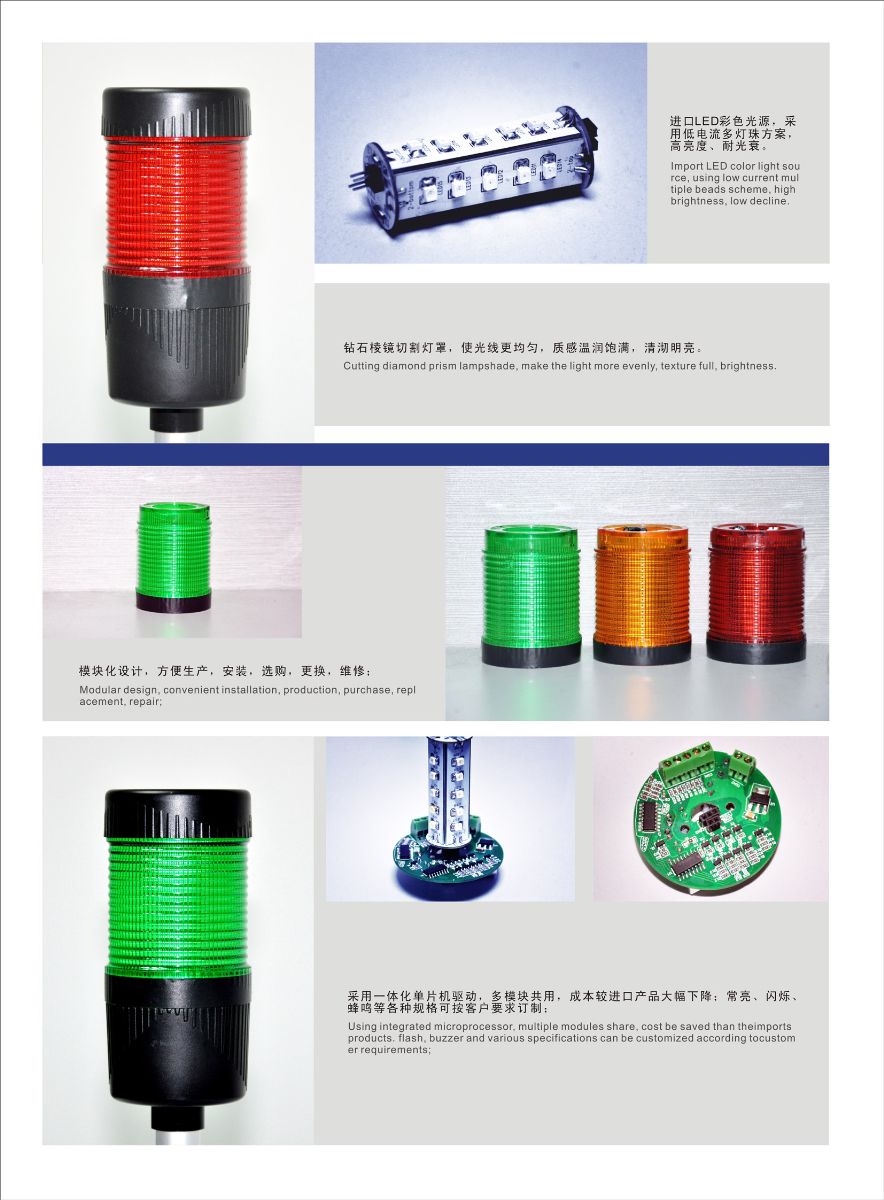 进口LED彩色光源，采
用低电流多灯珠方案，
高亮度、耐光衰。
Import LED color light sou
rce, using low current mul
tiple beads scheme, high
brightness, low decline.
2-bottom
LED15
LED13
LED12
LED11
LED14
2-top
钻石棱镜切割灯罩，使光线更均匀，质感温润饱满，清沏明亮。
Cutting diamond prism lampshade, make the light more evenly, texture full, brightness.
模块化设计，方便生产，安装，选购，更换，维修；
Modular design, convenient installation, production, purchase, repl
acement, repair;
采用一体化单片机驱动，多模块共用，成本较进口产品大幅下降；常亮、闪烁、
蜂鸣等各种规格可按客户要求订制；
Using integrated microprocessor, multiple modules share, cost be saved than theimports
products. flash, buzzer and various specifications can be customized according tocustom
er requirements;